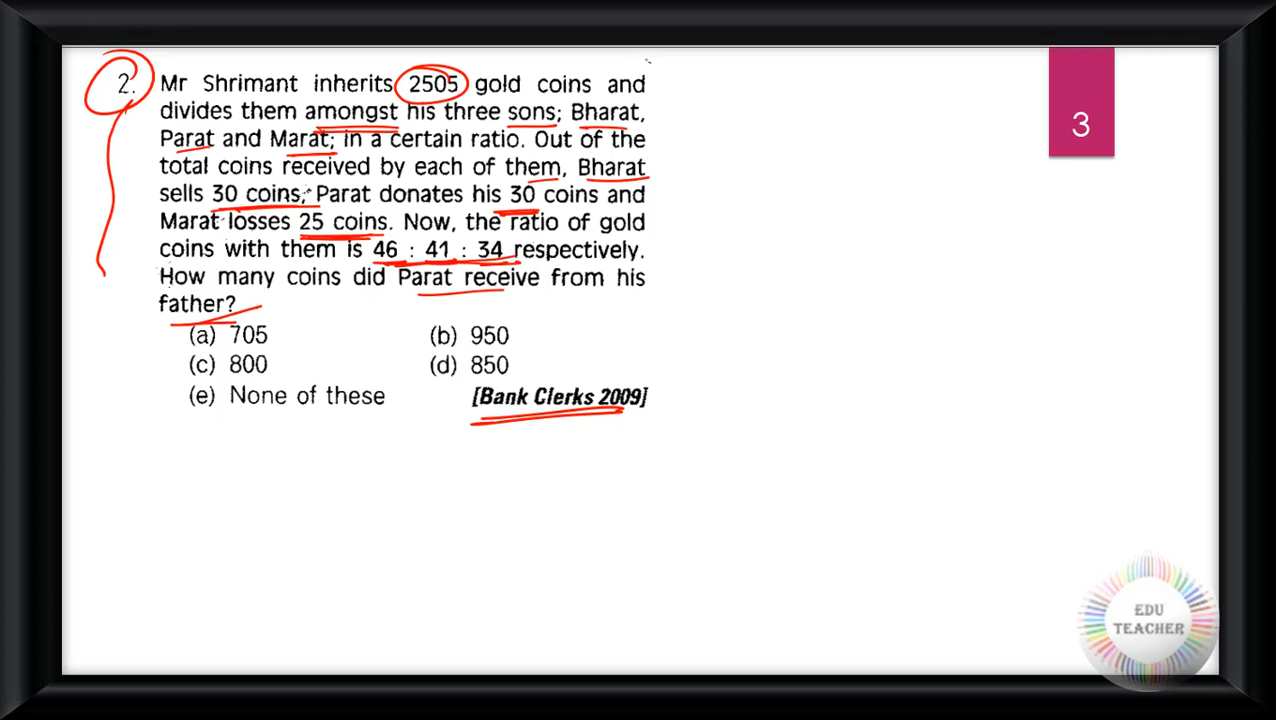 2. Mr Shrimant inherits 2505 gold coins and
divides them amongst his three sons; Bharat,
Parat and Marat; in a certain ratio. Out of the
total coins received by each of them, Bharat
sells 30 coins, Parat donates his 30 coins and
Marat losses 25 coins. Now, the ratio of gold
coins with them is 46 : 41 : 34 respectively.
How many coins did Parat receive from his
father?
(a) 705 (b) 950
(c) 800 (d) 850
(e) None of these [Bank Clerks 2009]
3
EDU
TEACHER